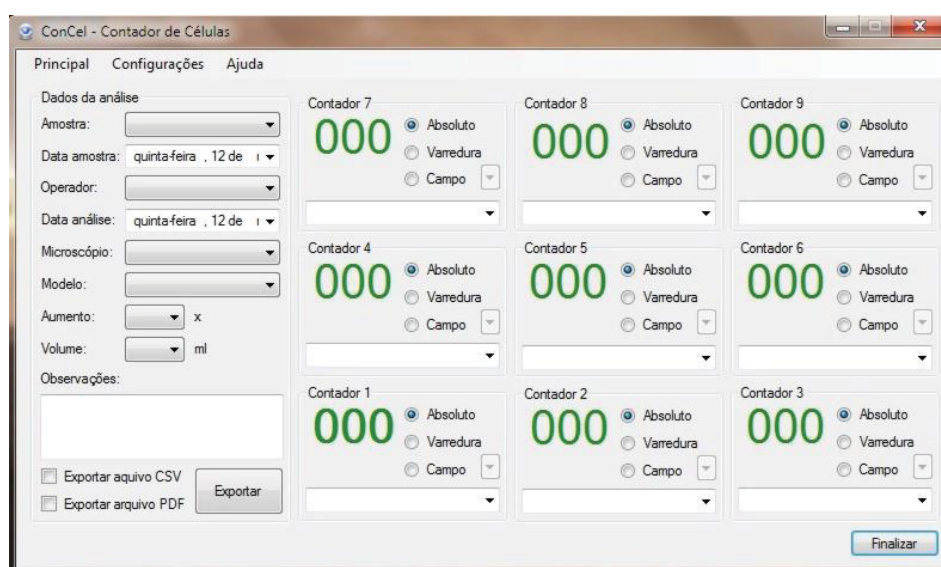 ConCel - Contador de Células
Principal Configurações Ajuda
Dados da análise
Amostra:
Data amostra: quinta-feira , 12 de
Operador:
Data análise: quinta-feira , 12 de
Microscópio:
Modelo:
Aumento: x
Volume: ml
Observações:
Exportar aquivo CSV
Exportar arquivo PDF
Exportar
Contador 7
000
Absoluto
Varredura
Campo
Contador 8
000
Absoluto
Varredura
Campo
Contador 9
000
Absoluto
Varredura
Campo
Contador 4
000
Absoluto
Varredura
Campo
Contador 5
000
Absoluto
Varredura
Campo
Contador 6
000
Absoluto
Varredura
Campo
Contador 1
000
Absoluto
Varredura
Campo
Contador 2
000
Absoluto
Varredura
Campo
Contador 3
000
Absoluto
Varredura
Campo
Finalizar